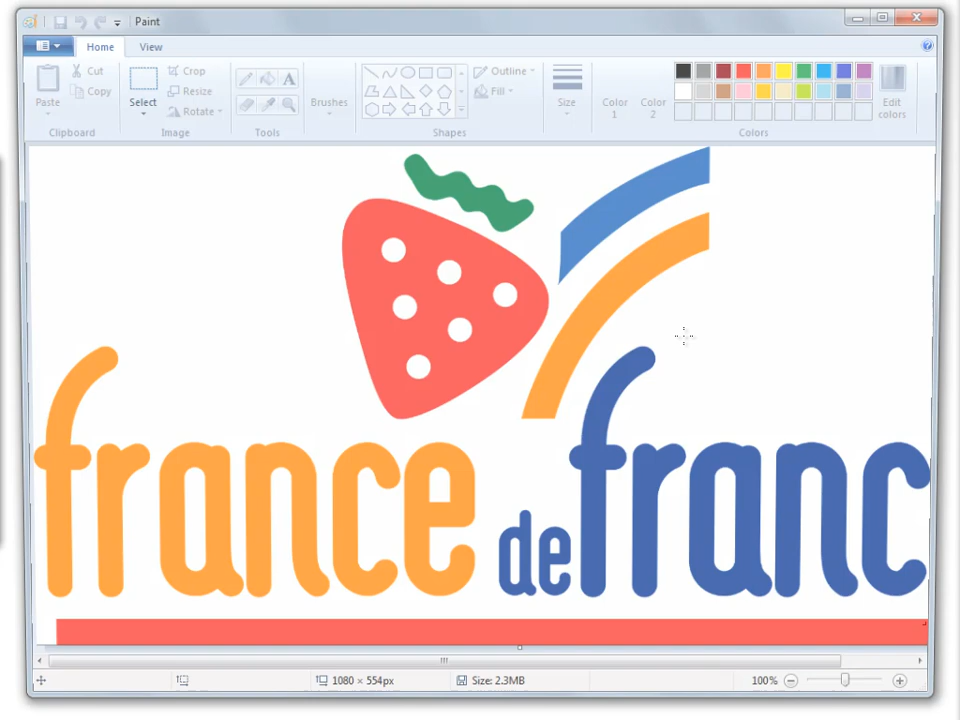 Paint
Home View
Paste
Cut
Copy
Clipboard
Select
Crop
Resize
Rotate
Image
A
Tools
Brushes
Outline
Fill
Shapes
Size
Color 1
Color 2
Edit colors
Colors
france de franc
1080 × 554px
Size: 2.3MB
100%